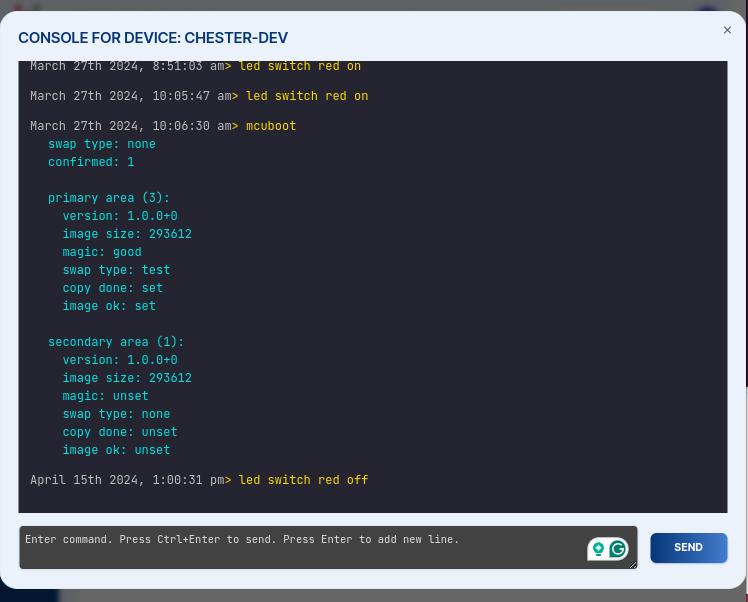 CONSOLE FOR DEVICE: CHESTER-DEV
×
March 27th 2024, 8:51:03 am> led switch red on
March 27th 2024, 10:05:47 am> led switch red on
March 27th 2024, 10:06:30 am> mcuboot
swap type: none
confirmed: 1
primary area (3):
version: 1.0.0+0
image size: 293612
magic: good
swap type: test
copy done: set
image ok: set
secondary area (1):
version: 1.0.0+0
image size: 293612
magic: unset
swap type: none
copy done: unset
image ok: unset
April 15th 2024, 1:00:31 pm> led switch red off
Enter command. Press Ctrl+Enter to send. Press Enter to add new line.
SEND